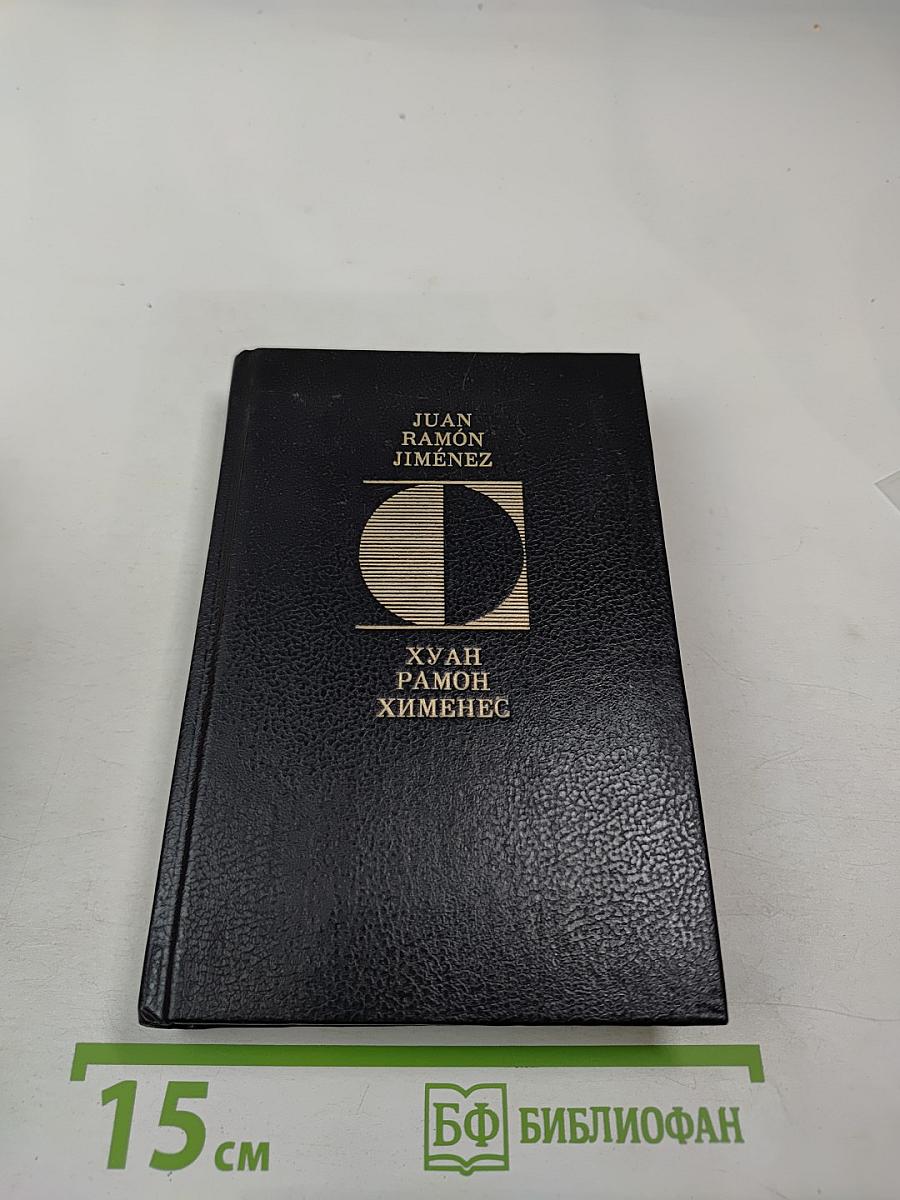 JUAN
RAMÓN
JIMÉNEZ
ХУАН
РАМОН
ХИМЕНЕС
15 см
БФ БИБЛИОФАН